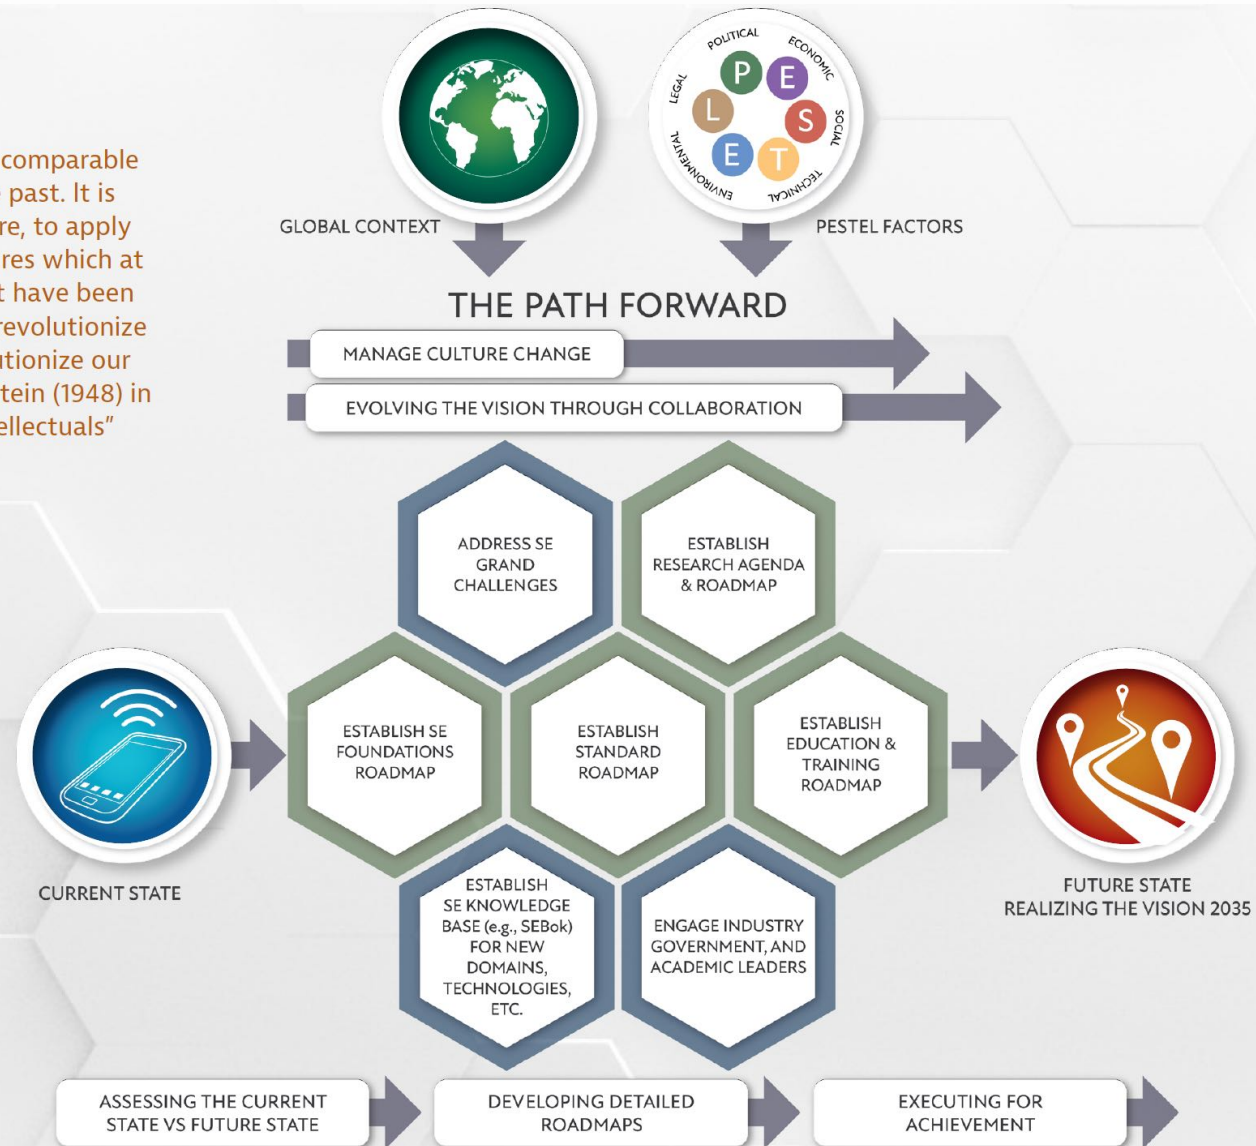 comparable
past. It is
re, to apply
res which at
t have been
revolutionize
utionize our
tein (1948) in
ellectuals"
POLITICAL
ECONOMIC
SOCIAL
TECHNICAL
ENVIRONMENTAL
LEGAL
P
E
S
T
E
L
GLOBAL CONTEXT
PESTEL FACTORS
THE PATH FORWARD
MANAGE CULTURE CHANGE
EVOLVING THE VISION THROUGH COLLABORATION
ADDRESS SE
GRAND
CHALLENGES
ESTABLISH
RESEARCH AGENDA
& ROADMAP
ESTABLISH SE
FOUNDATIONS
ROADMAP
ESTABLISH
STANDARD
ROADMAP
ESTABLISH
EDUCATION &
TRAINING
ROADMAP
CURRENT STATE
FUTURE STATE
REALIZING THE VISION 2035
ESTABLISH
SE KNOWLEDGE
BASE (e.g., SEBok)
FOR NEW
DOMAINS,
TECHNOLOGIES,
ETC.
ENGAGE INDUSTRY
GOVERNMENT, AND
ACADEMIC LEADERS
ASSESSING THE CURRENT
STATE VS FUTURE STATE
DEVELOPING DETAILED
ROADMAPS
EXECUTING FOR
ACHIEVEMENT